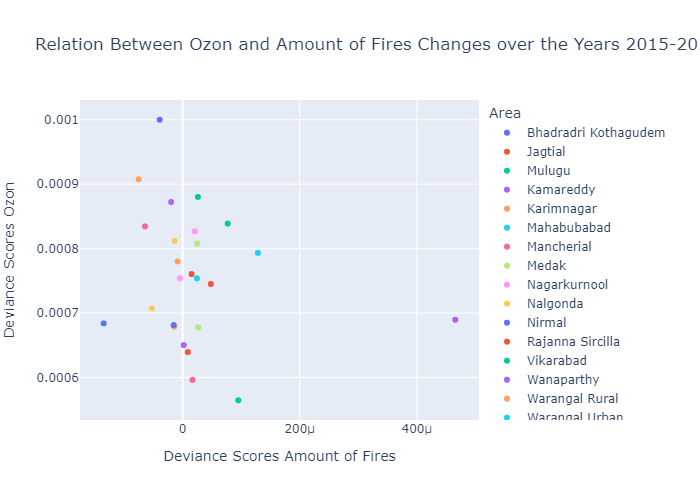 Relation Between Ozon and Amount of Fires Changes over the Years 2015-20
Area
Bhadradri Kothagudem
Jagtial
Mulugu
Kamareddy
Karimnagar
Mahabubabad
Mancherial
Medak
Nagarkurnool
Nalgonda
Nirmal
Rajanna Sircilla
Vikarabad
Wanaparthy
Warangal Rural
Warangal Urban
Deviance Scores Ozon
0.001
0.0009
0.0008
0.0007
0.0006
0 200μ 400μ
Deviance Scores Amount of Fires